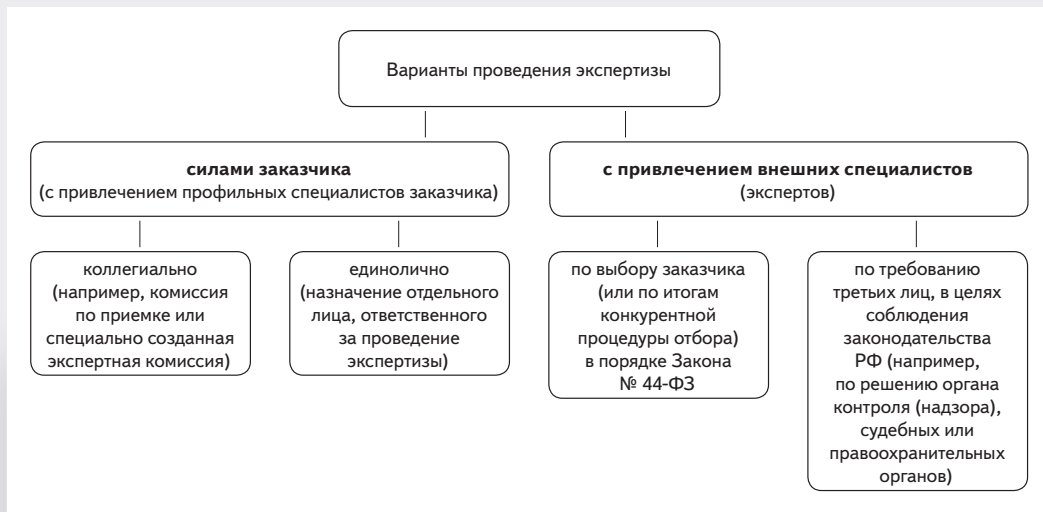 Варианты проведения экспертизы
силами заказчика
(с привлечением профильных специалистов заказчика)
с привлечением внешних специалистов
(экспертов)
коллегиально
(например, комиссия
по приемке или
специально созданная
экспертная комиссия)
единолично
(назначение отдельного
лица, ответственного
за проведение
экспертизы)
по выбору заказчика
(или по итогам
конкурентной
процедуры отбора)
в порядке Закона
№ 44-ФЗ
по требованию
третьих лиц, в целях
соблюдения
законодательства
РФ (например,
по решению органа
контроля (надзора),
судебных или
правоохранительных
органов)